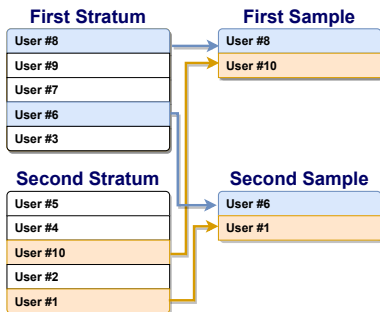 First Stratum
User #8
User #9
User #7
User #6
User #3
Second Stratum
User #5
User #4
User #10
User #2
User #1
First Sample
User #8
User #10
Second Sample
User #6
User #1